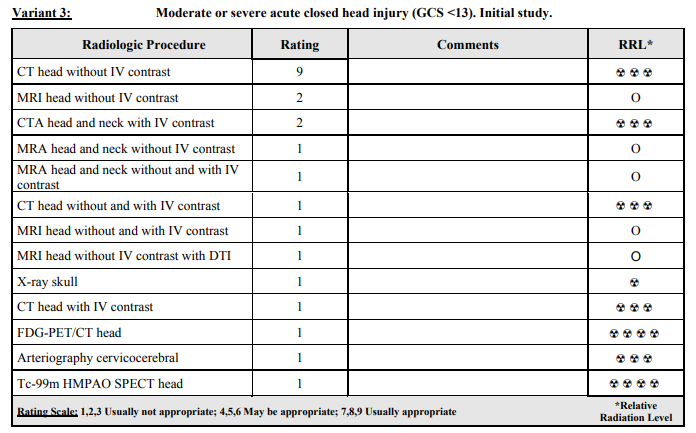 Variant 3: Moderate or severe acute closed head injury (GCS <13). Initial study.
Radiologic Procedure Rating Comments RRL*
CT head without IV contrast 9 ☢ ☢ ☢
MRI head without IV contrast 2 O
CTA head and neck with IV contrast 2 ☢ ☢ ☢
MRA head and neck without IV contrast 1 O
MRA head and neck without and with IV
contrast 1 O
CT head without and with IV contrast 1 ☢ ☢ ☢
MRI head without and with IV contrast 1 O
MRI head without IV contrast with DTI 1 O
X-ray skull 1 ☢
CT head with IV contrast 1 ☢ ☢ ☢
FDG-PET/CT head 1 ☢ ☢ ☢ ☢
Arteriography cervicocerebral 1 ☢ ☢ ☢
Tc-99m HMPAO SPECT head 1 ☢ ☢ ☢ ☢
Rating Scale: 1,2,3 Usually not appropriate; 4,5,6 May be appropriate; 7,8,9 Usually appropriate
*Relative
Radiation Level